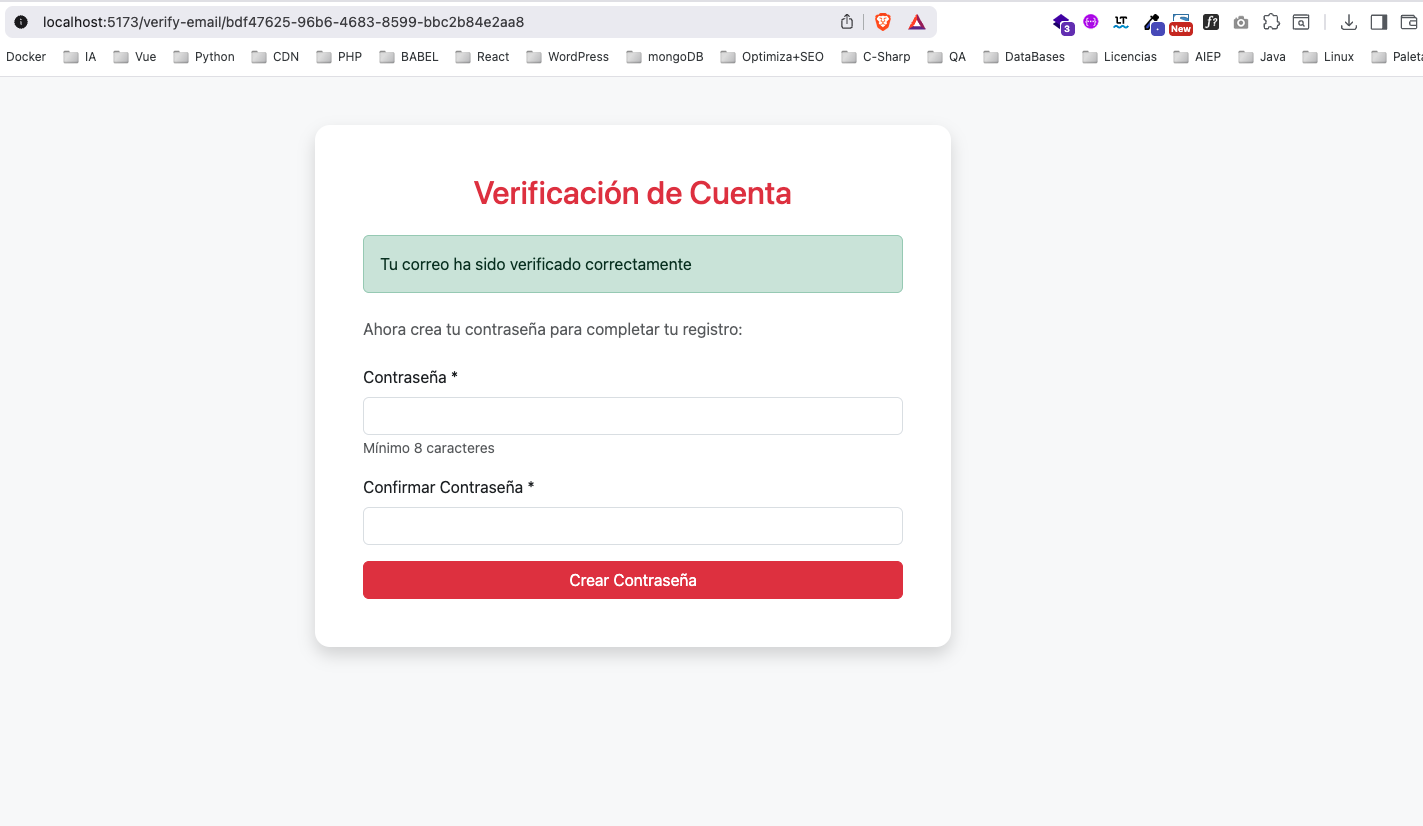 localhost:5173/verify-email/bdf47625-96b6-4683-8599-bbc2b84e2aa8
3
LT
New
f?
Docker IA Vue Python CDN PHP BABEL React WordPress mongoDB Optimiza+SEO C-Sharp QA DataBases Licencias AIEP Java Linux Paleta
Verificación de Cuenta
Tu correo ha sido verificado correctamente
Ahora crea tu contraseña para completar tu registro:
Contraseña *
Mínimo 8 caracteres
Confirmar Contraseña *
Crear Contraseña